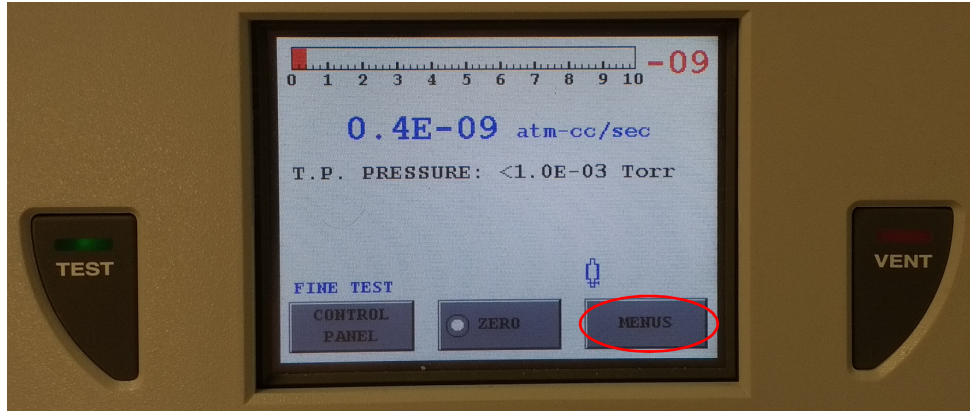 -09
0 1 2 3 4 5 6 7 8 9 10
0.4E-09 atm-cc/sec
T.P. PRESSURE: <1.0E-03 Torr
TEST
VENT
FINE TEST
CONTROL
PANEL
ZERO
MENUS